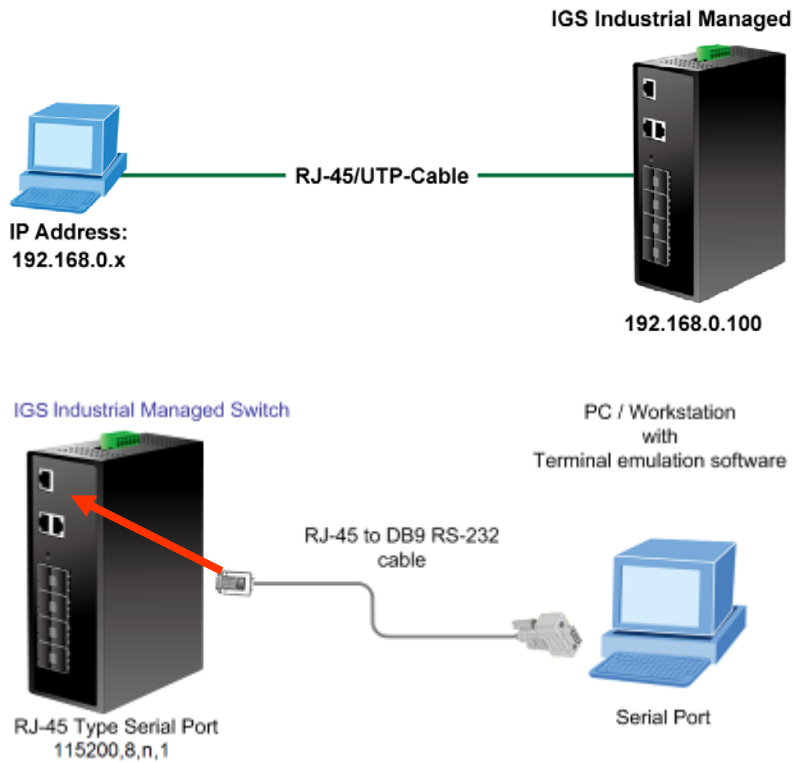 IGS Industrial Managed
RJ-45/UTP-Cable
IP Address:
192.168.0.x
192.168.0.100
IGS Industrial Managed Switch
PC / Workstation
with
Terminal emulation software
RJ-45 to DB9 RS-232
cable
RJ-45 Type Serial Port
115200,8,n,1
Serial Port